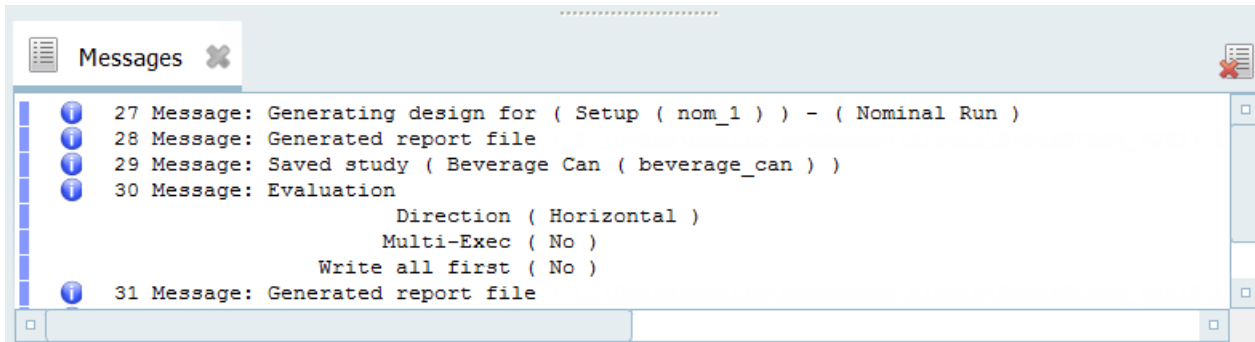 Messages
27 Message: Generating design for ( Setup ( nom_1 ) ) - ( Nominal Run )
28 Message: Generated report file
29 Message: Saved study ( Beverage Can ( beverage_can ) )
30 Message: Evaluation
Direction ( Horizontal )
Multi-Exec ( No )
Write all first ( No )
31 Message: Generated report file